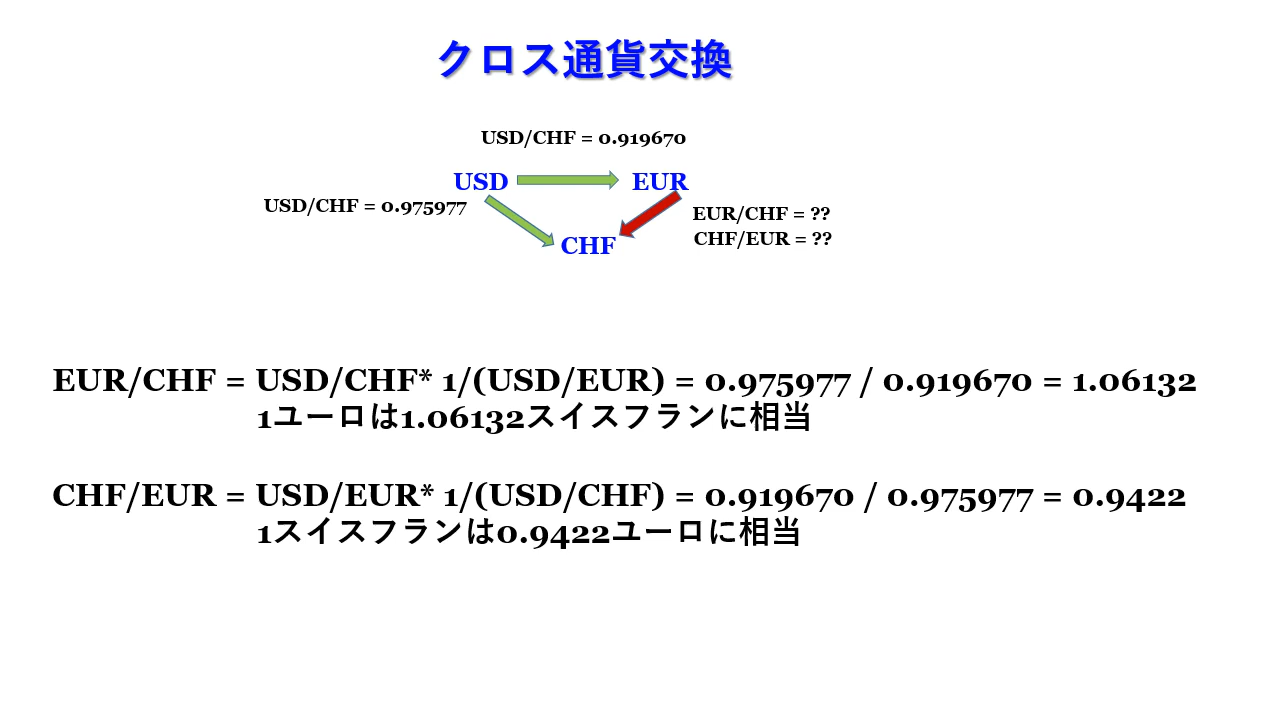 クロス通貨交換
USD/CHF = 0.919670
USD
EUR
USD/CHF = 0.975977
EUR/CHF = ??
CHF/EUR = ??
CHF
EUR/CHF = USD/CHF* 1/(USD/EUR) = 0.975977 / 0.919670 = 1.06132
1ユーロは1.06132スイスフランに相当
CHF/EUR = USD/EUR* 1/(USD/CHF) = 0.919670 / 0.975977 = 0.9422
1スイスフランは0.9422ユーロに相当